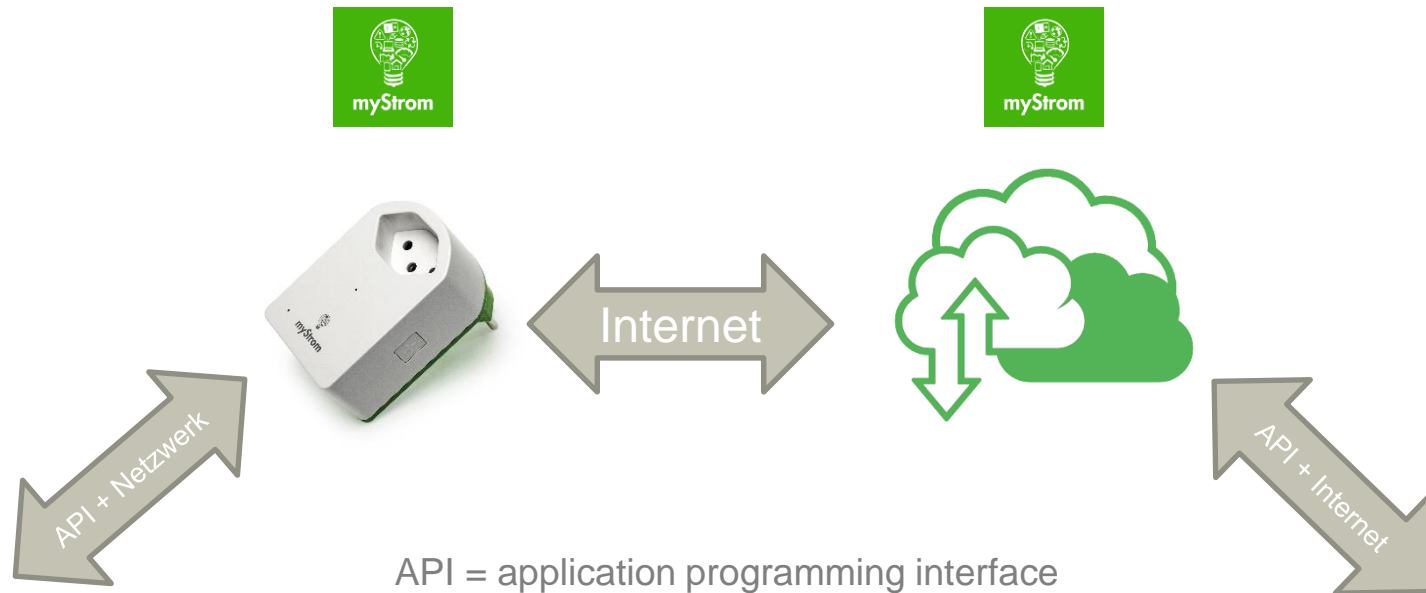 myStrom
myStrom
myStrom
Internet
API + Netzwerk
API + Internet
API = application programming interface